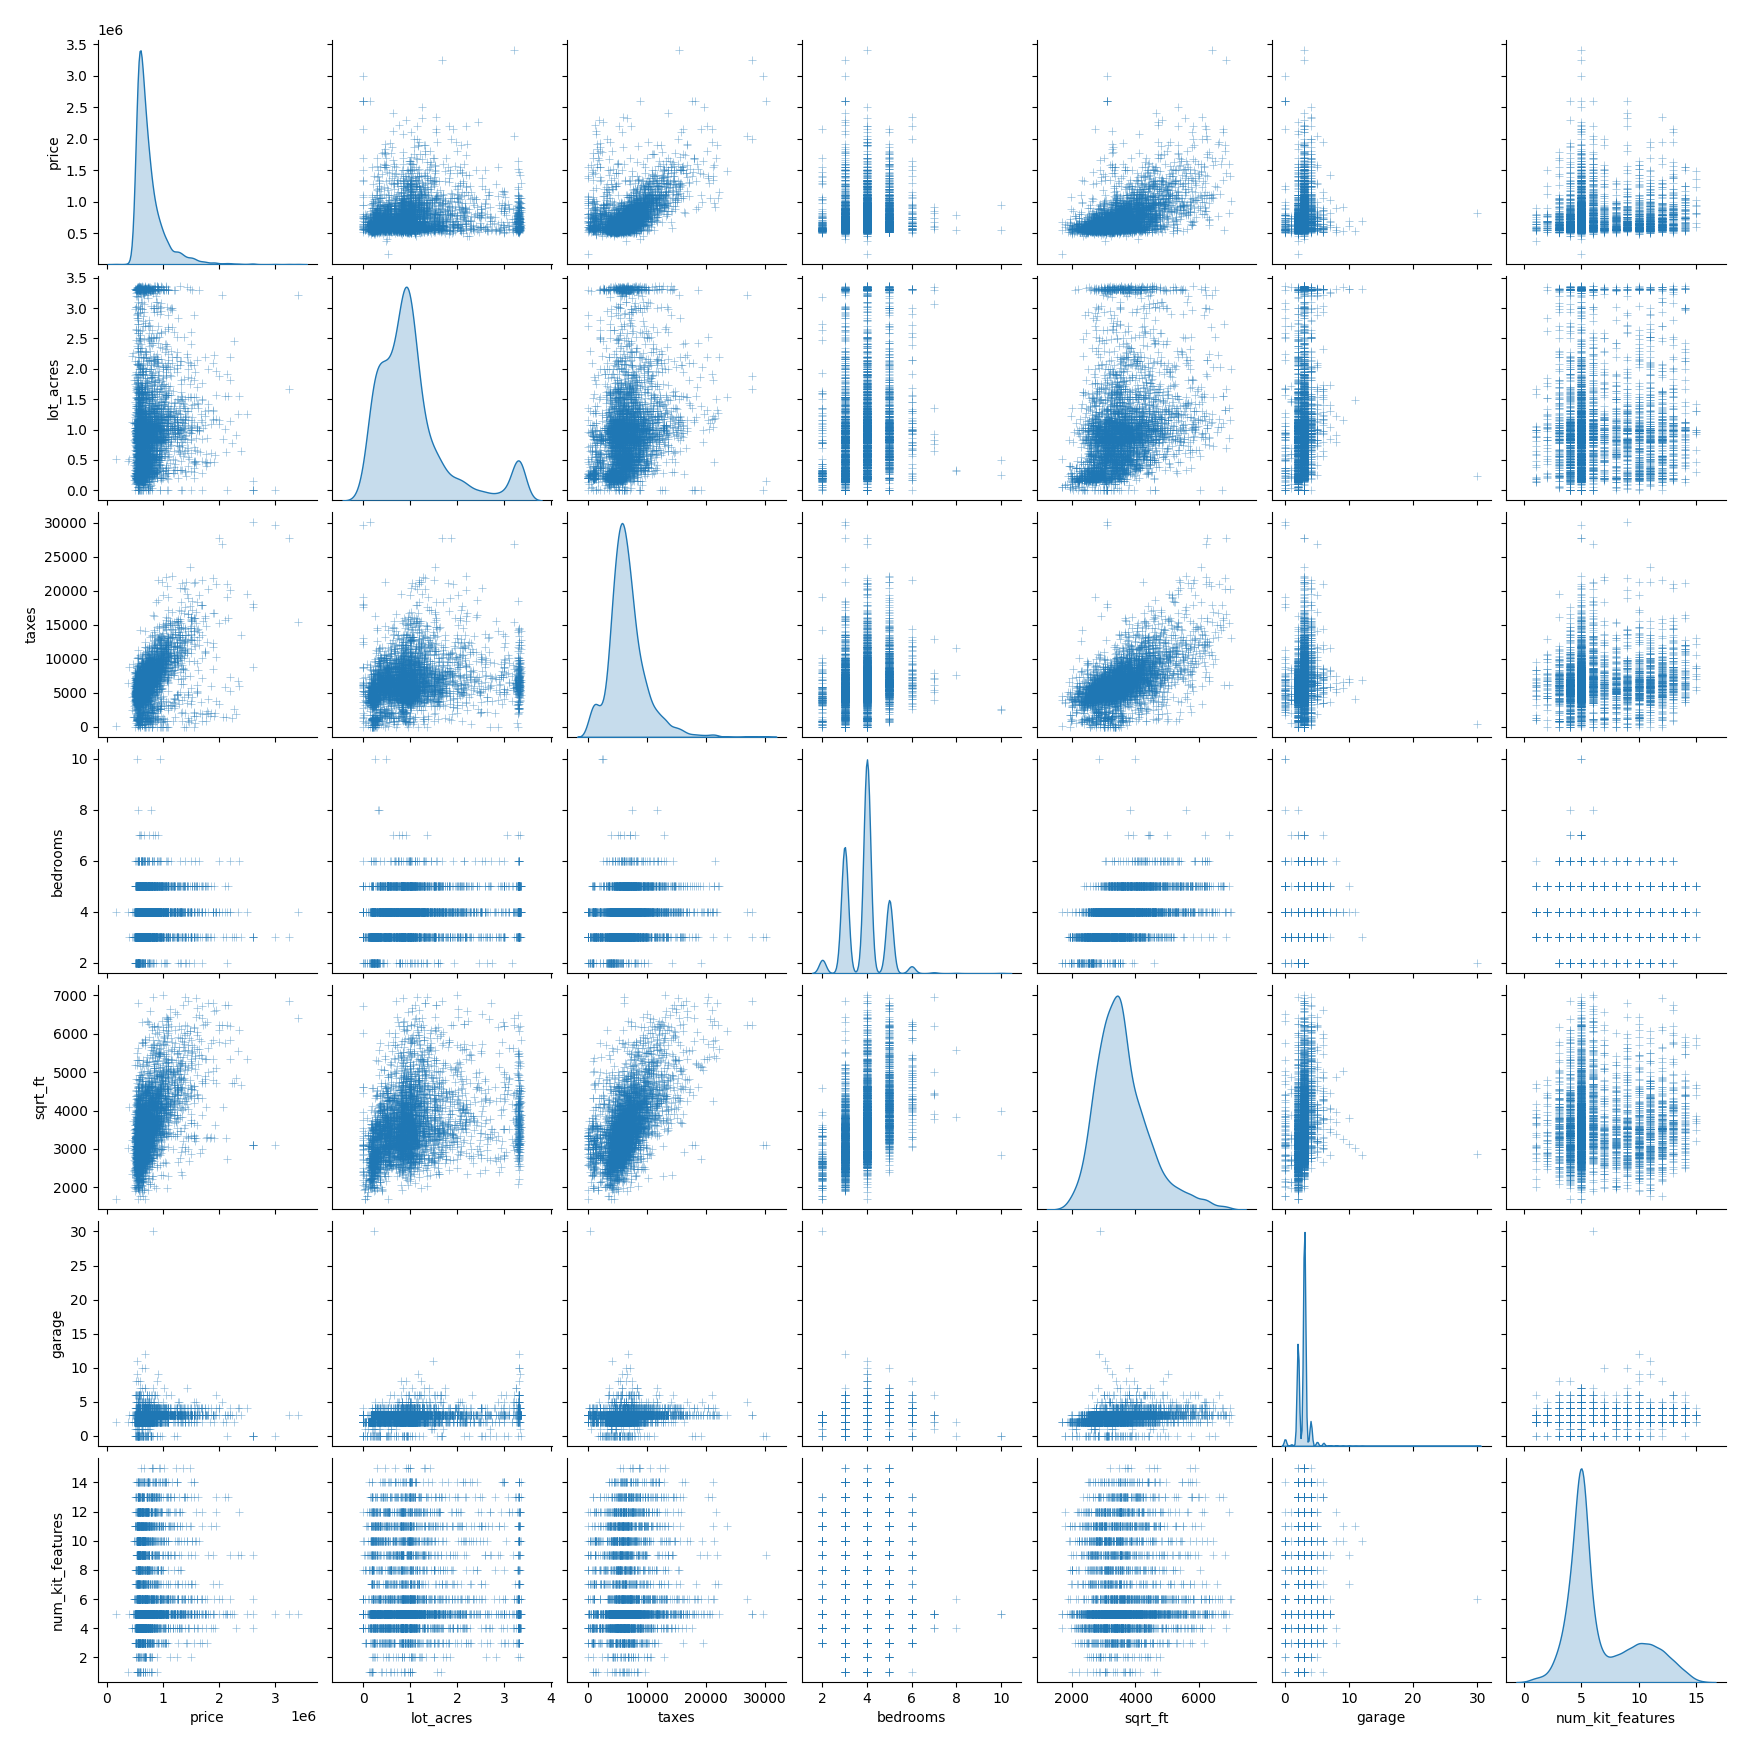 1e6
3.5
3.0
2.5
2.0
1.5
1.0
0.5
price
3.5
3.0
2.5
2.0
1.5
1.0
0.5
0.0
lot_acres
30000
25000
20000
15000
10000
5000
0
taxes
10
8
6
4
2
bedrooms
7000
6000
5000
4000
3000
2000
sqrt_ft
30
25
20
15
10
5
0
garage
14
12
10
8
6
4
2
num_kit_features
0 1 2 3
1e6
price
0 1 2 3 4
lot_acres
0 10000 20000 30000
taxes
2 4 6 8 10
bedrooms
2000 4000 6000
sqrt_ft
0 10 20 30
garage
0 5 10 15
num_kit_features